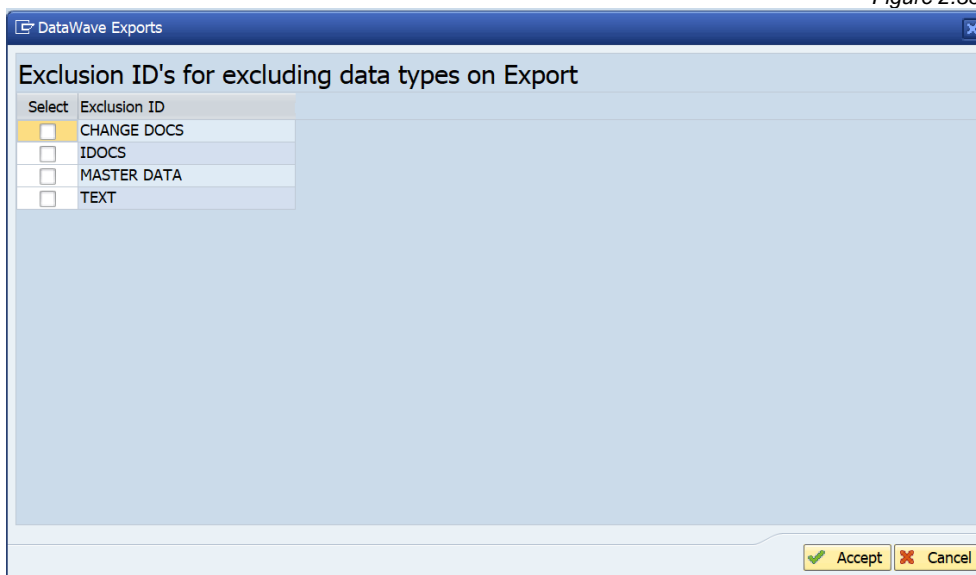 DataWave Exports
Exclusion ID's for excluding data types on Export
Select Exclusion ID
CHANGE DOCS
IDOCS
MASTER DATA
TEXT
Accept Cancel